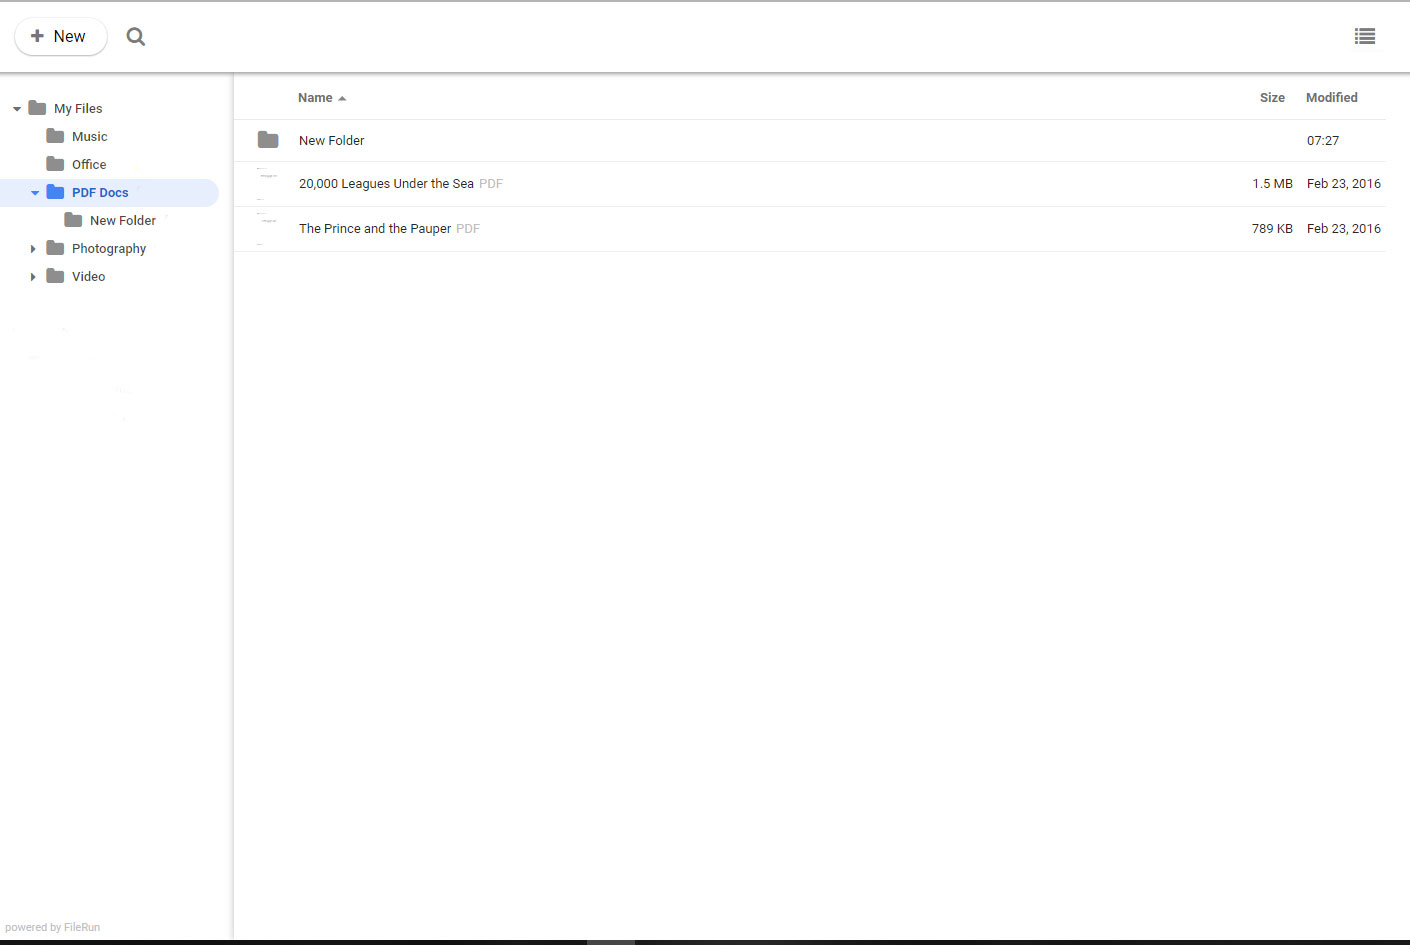 New
My Files
Music
Office
PDF Docs
New Folder
Photography
Video
Name Size Modified
New Folder 07:27
20,000 Leagues Under the Sea PDF 1.5 MB Feb 23, 2016
The Prince and the Pauper PDF 789 KB Feb 23, 2016
powered by FileRun